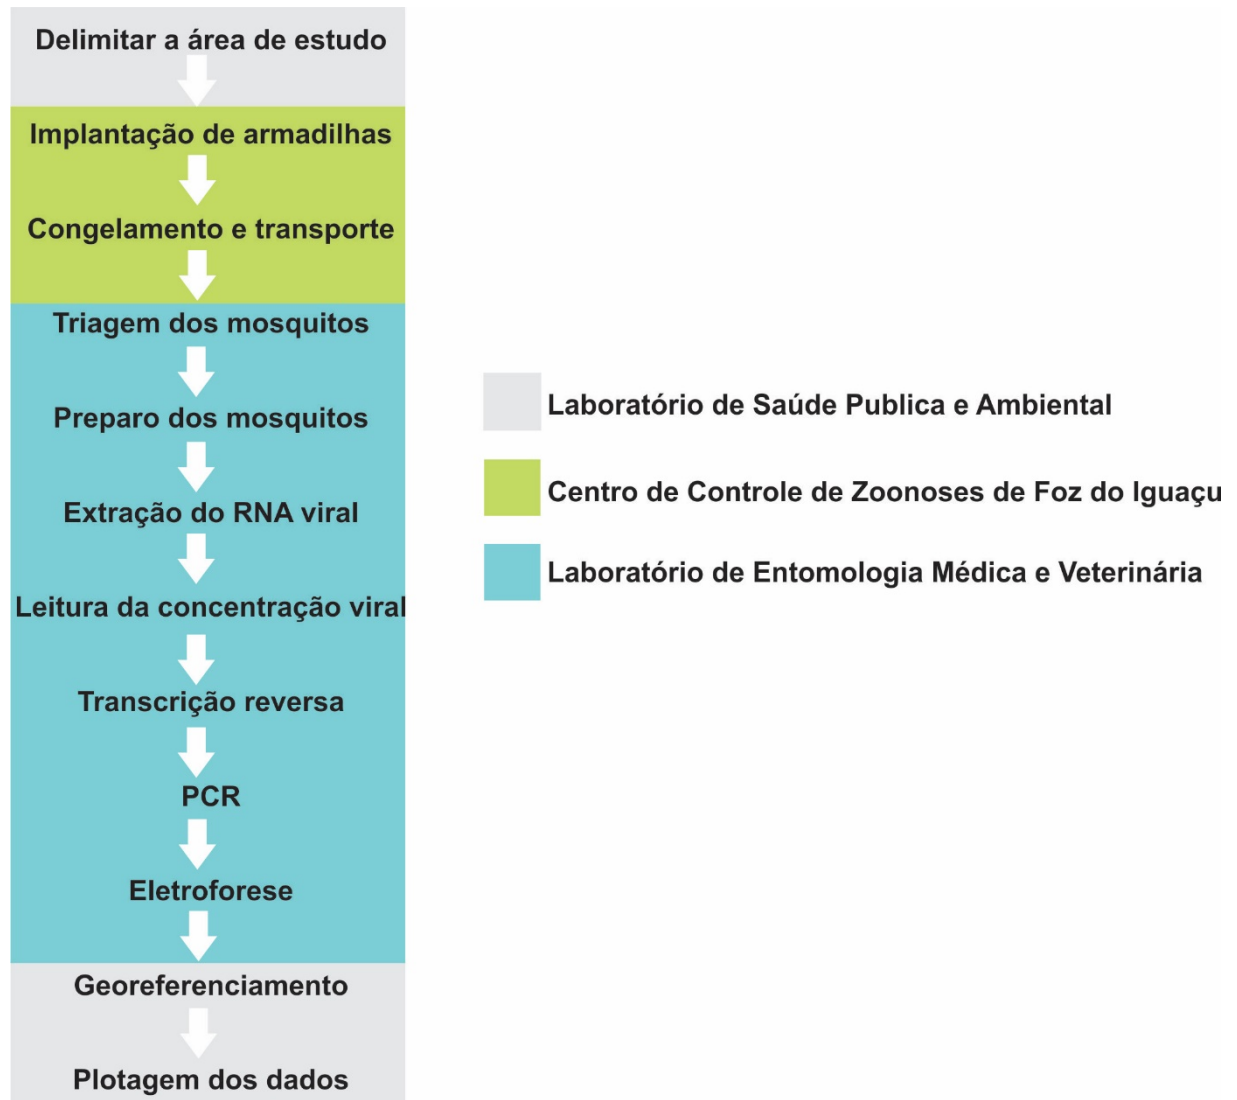 Delimitar a área de estudo
Implantação de armadilhas
Congelamento e transporte
Triagem dos mosquitos
Preparo dos mosquitos
Extração do RNA viral
Leitura da concentração viral
Transcrição reversa
PCR
Eletroforese
Georeferenciamento
Plotagem dos dados
Laboratório de Saúde Publica e Ambiental
Centro de Controle de Zoonoses de Foz do Iguaçu
Laboratório de Entomologia Médica e Veterinária